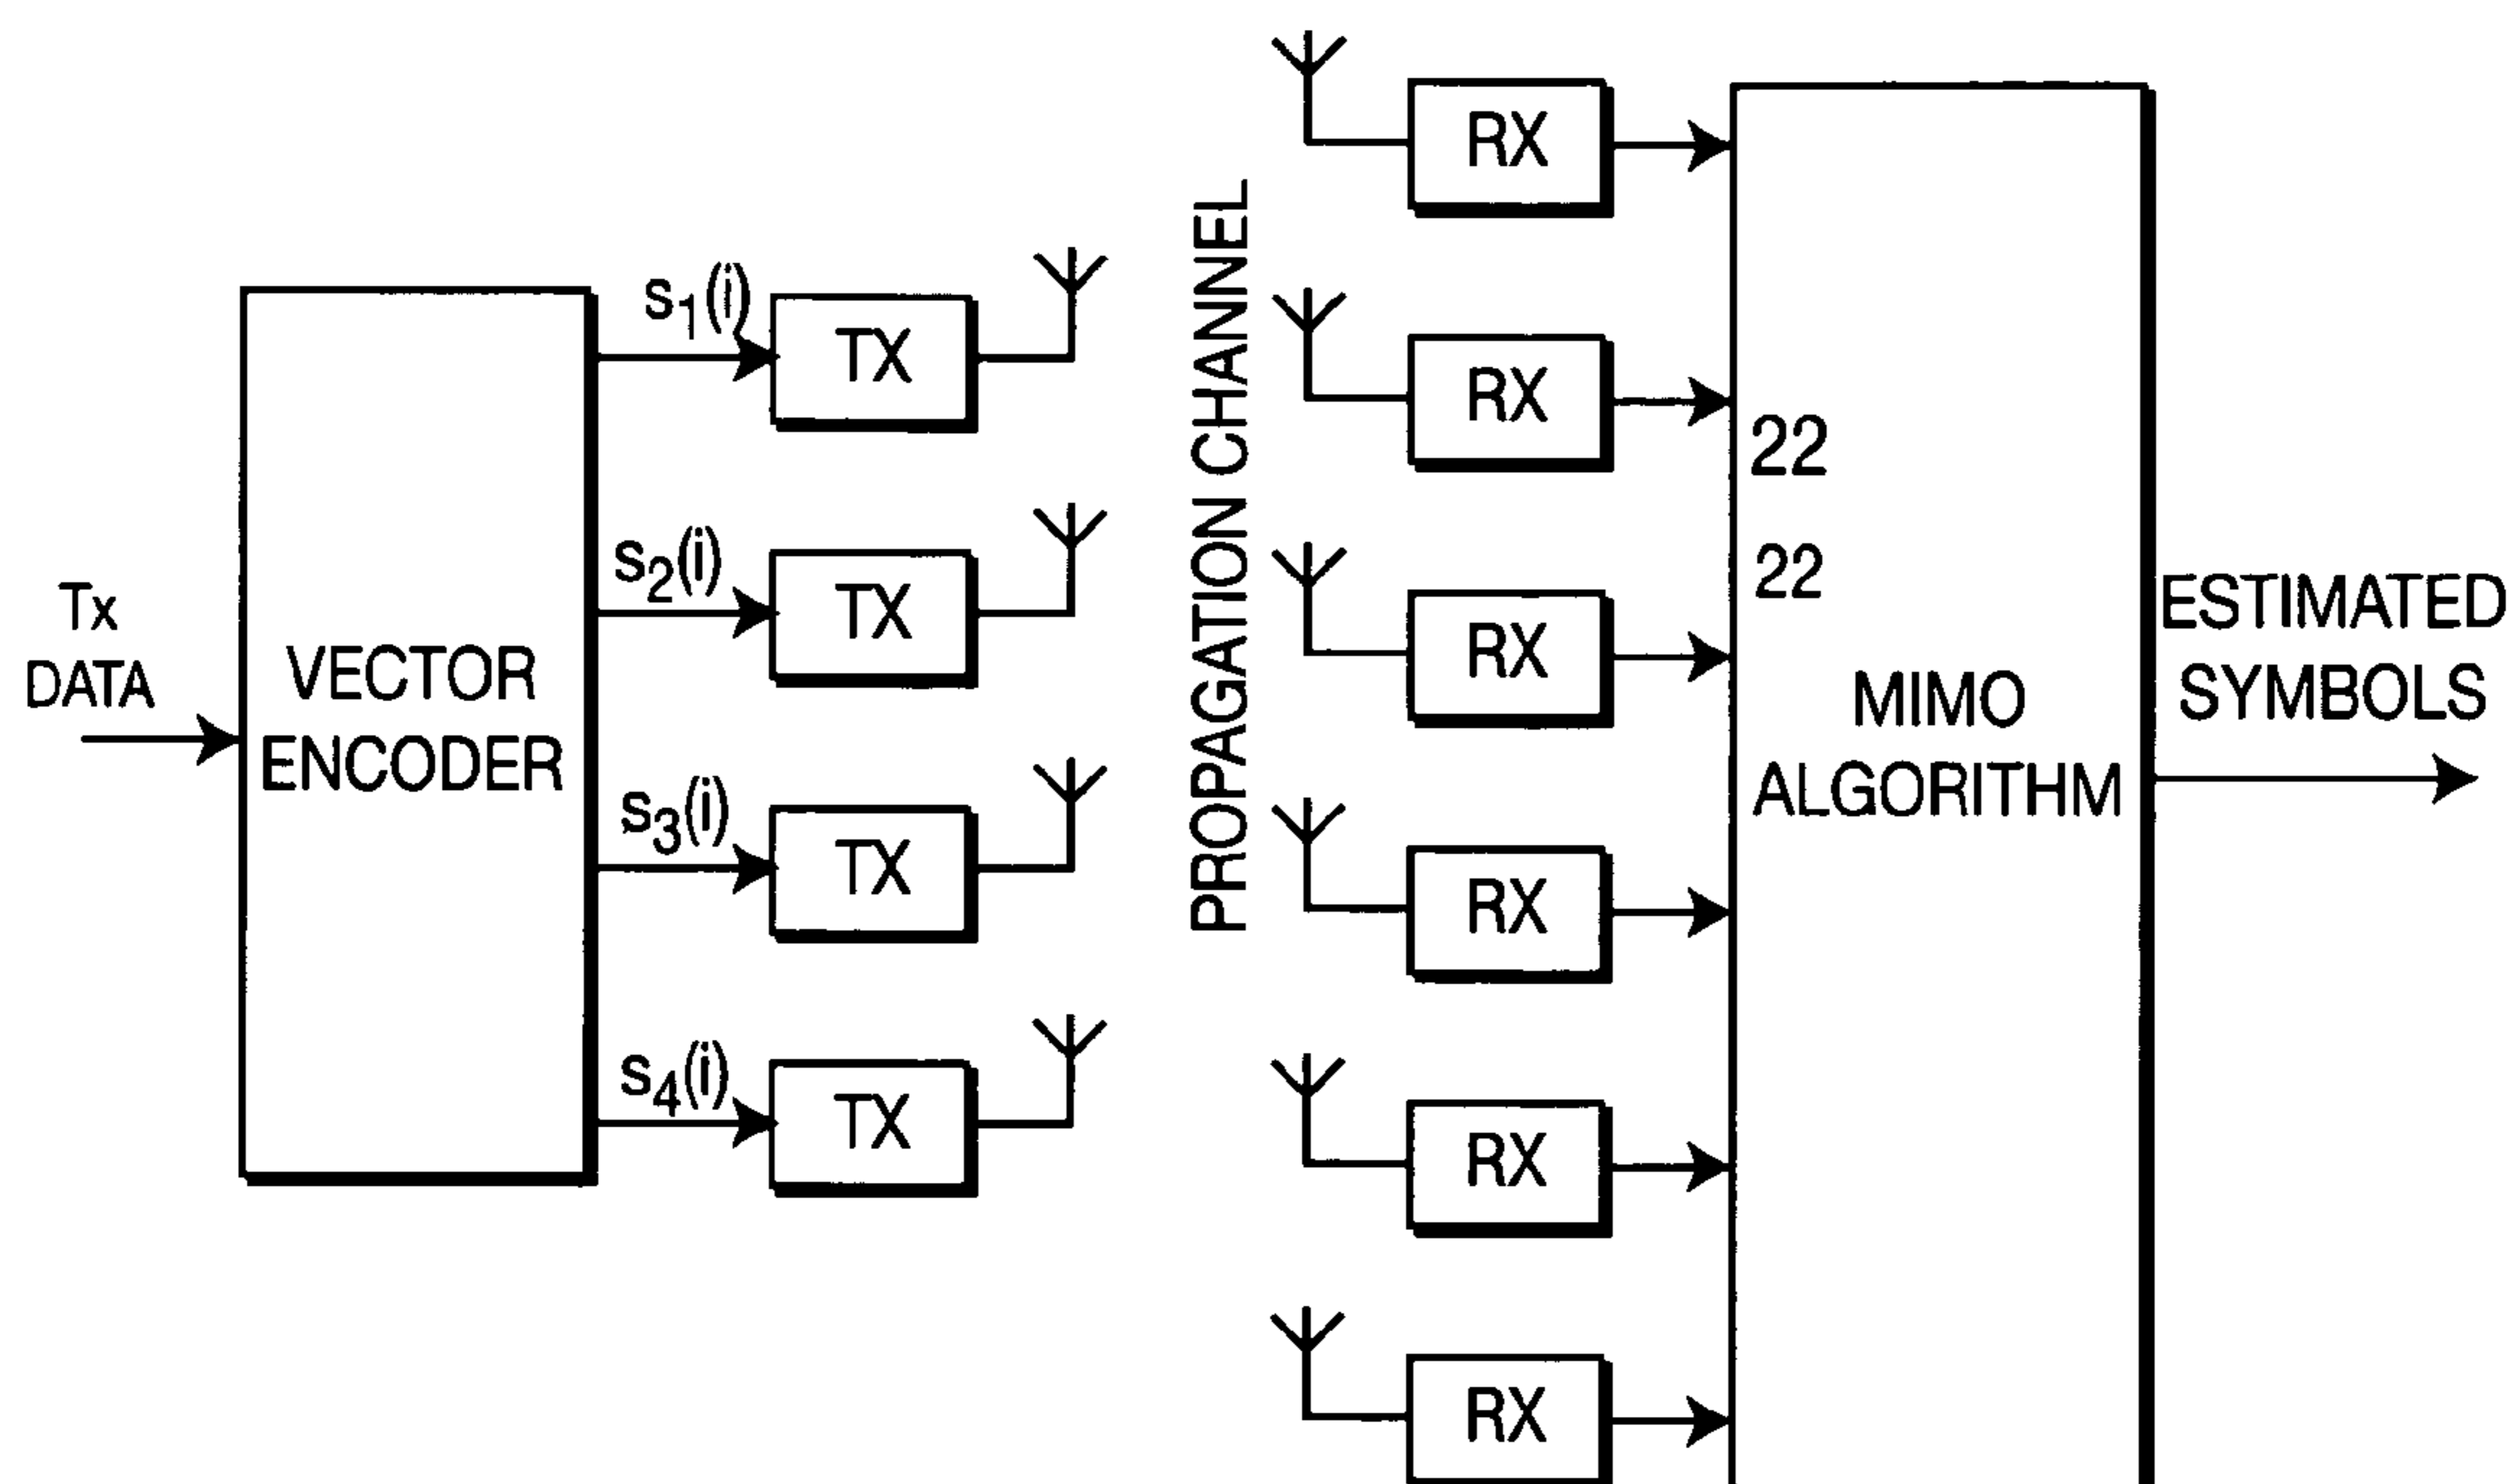 Tx
DATA
VECTOR
ENCODER
s1(i)
TX
s2(i)
TX
s3(i)
TX
s4(i)
TX
PROPAGATION CHANNEL
RX
RX
RX
RX
RX
RX
22
22
MIMO
ALGORITHM
ESTIMATED
SYMBOLS